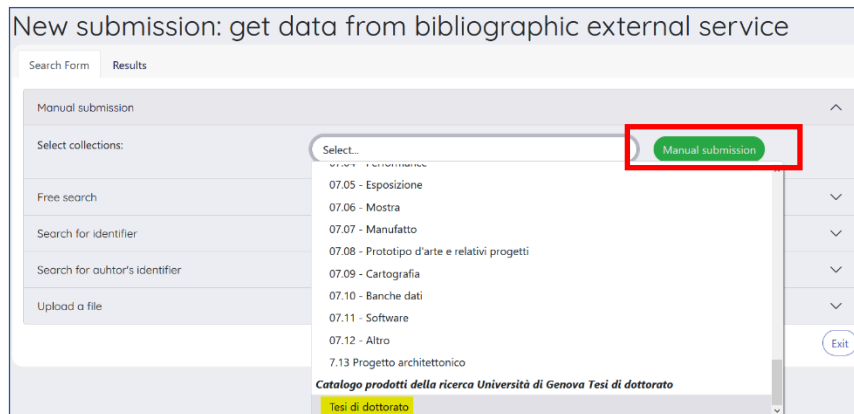 New submission: get data from bibliographic external service
Search Form Results
Manual submission
Select collections:
Select...
Manual submission
07.04 - Performance
07.05 - Esposizione
Free search
07.06 - Mostra
07.07 - Manufatto
Search for identifier
07.08 - Prototipo d'arte e relativi progetti
Search for auhtor's identifier
07.09 - Cartografia
07.10 - Banche dati
Upload a file
07.11 - Software
07.12 - Altro
Exit
7.13 Progetto architettonico
Catalogo prodotti della ricerca Università di Genova Tesi di dottorato
Tesi di dottorato